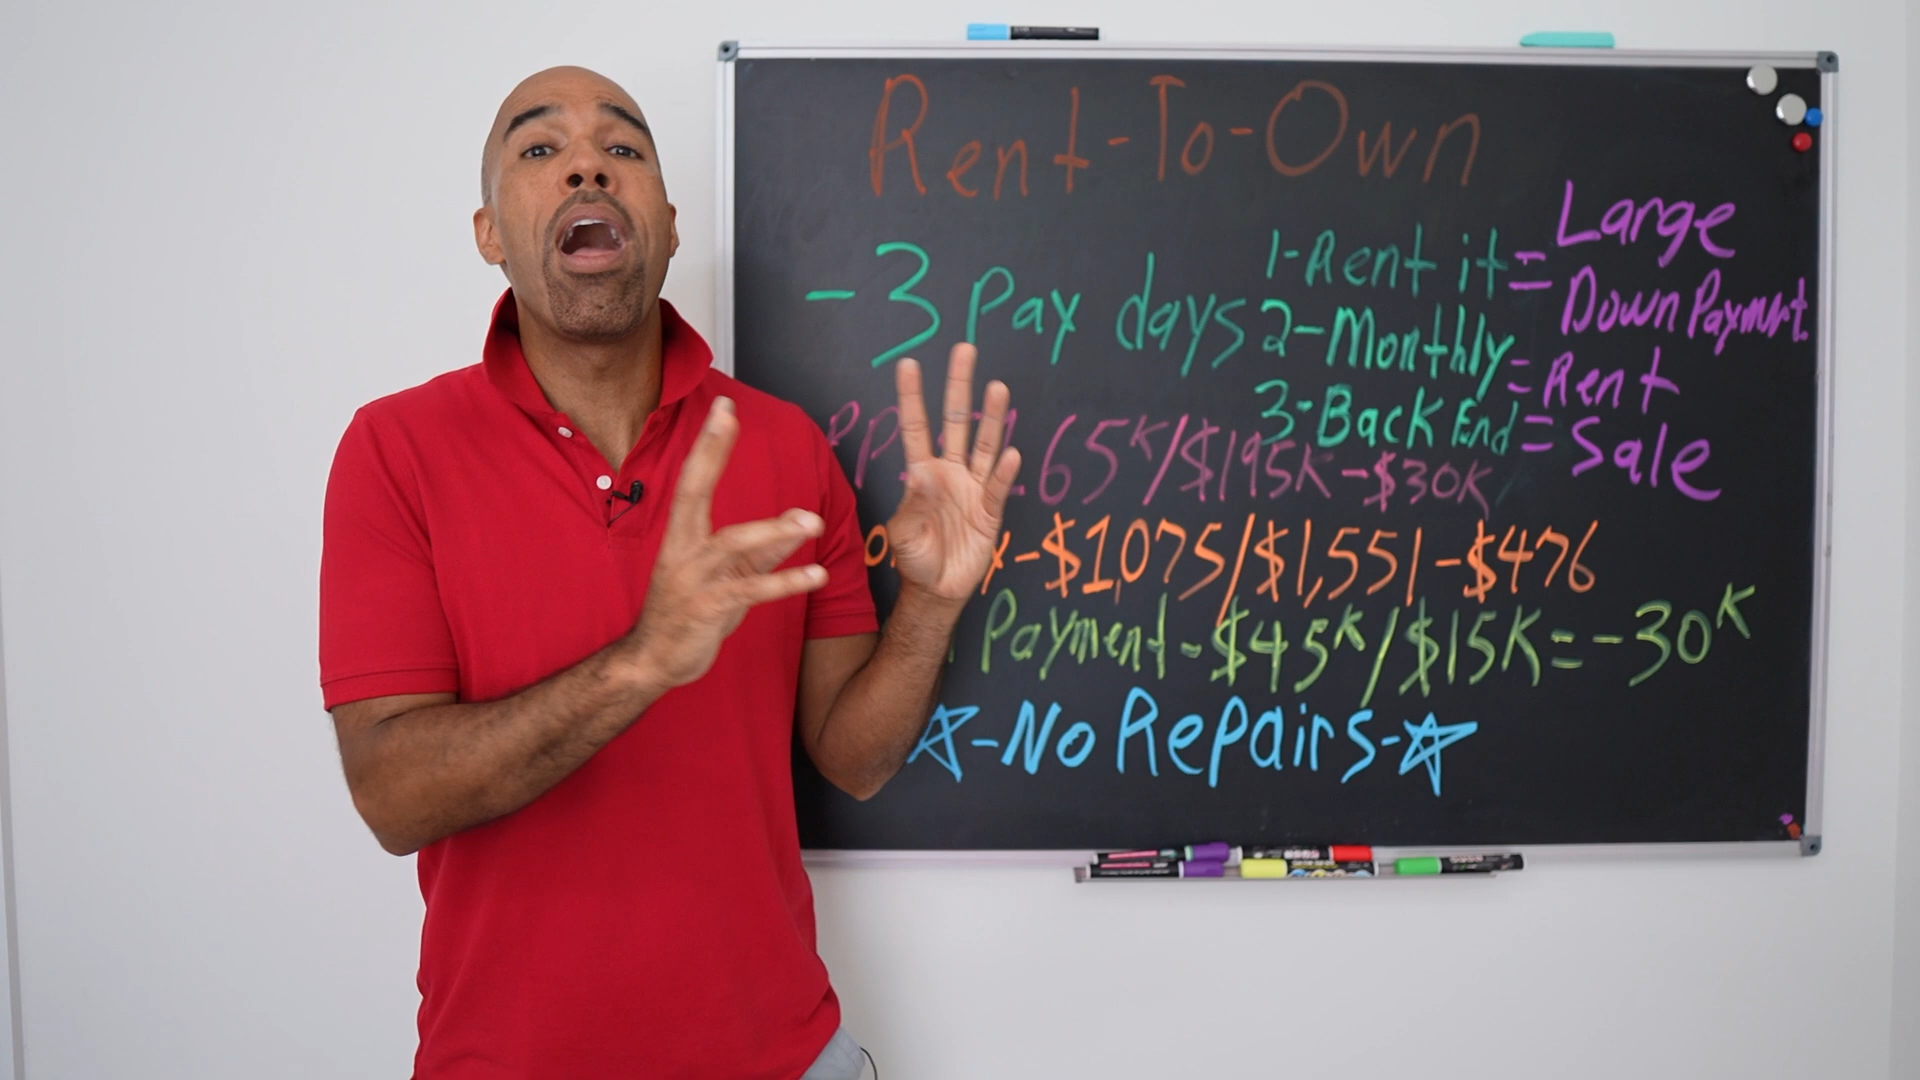 Rent-To-Own
-3 Pay days
1-Rent it = Large Down Paymnt.
2-Monthly = Rent
3-Back End = Sale
65K/$195K-$30K
-$1,075/$1,551-$476
Payment-$45K/$15K=-30K
-No Repairs-